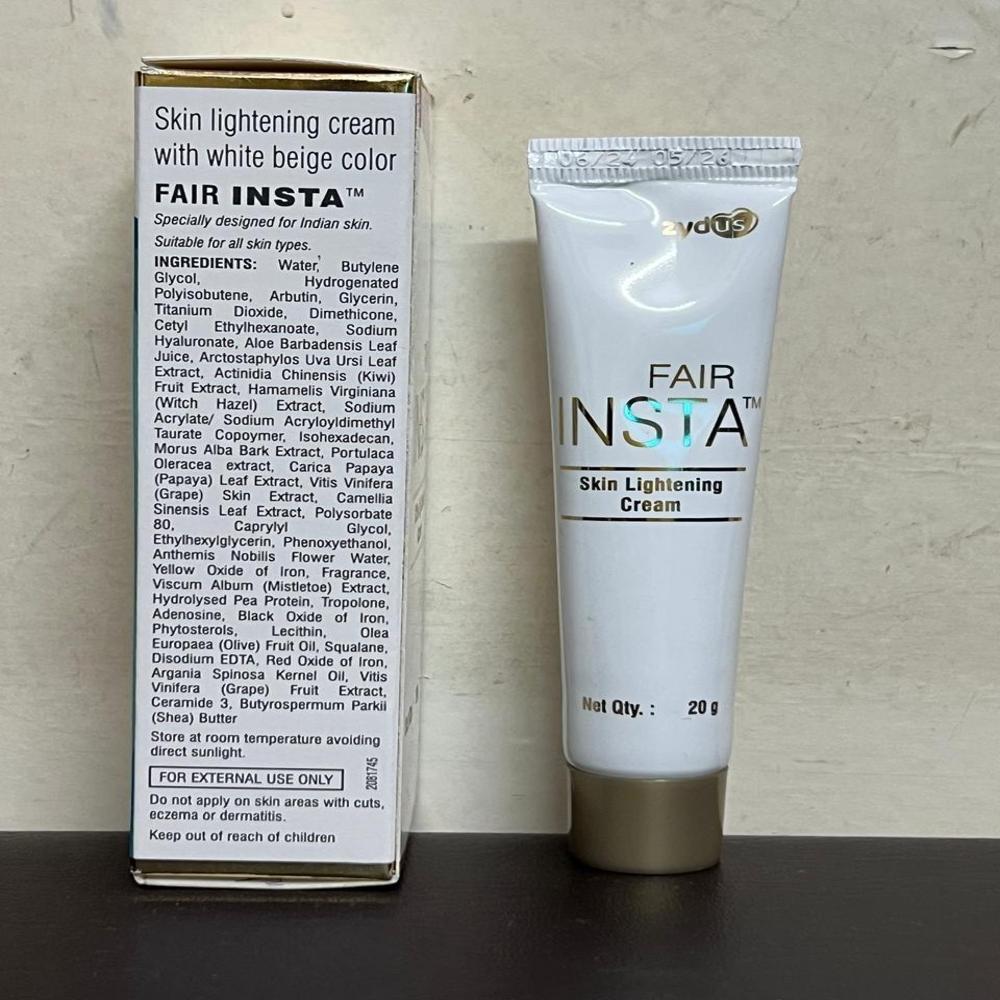 Skin lightening cream
with white beige color
FAIR INSTA™
Specially designed for Indian skin.
Suitable for all skin types.
INGREDIENTS: Water, Butylene
Glycol, Hydrogenated
Polyisobutene, Arbutin, Glycerin,
Titanium Dioxide, Dimethicone,
Cetyl Ethylhexanoate, Sodium
Hyaluronate, Aloe Barbadensis Leaf
Juice, Arctostaphylos Uva Ursi Leaf
Extract, Actinidia Chinensis (Kiwi)
Fruit Extract, Hamamelis Virginiana
(Witch Hazel) Extract, Sodium
Acrylate/ Sodium Acryloyldimethyl
Taurate Copoymer, Isohexadecan,
Morus Alba Bark Extract, Portulaca
Oleracea extract, Carica Papaya
(Papaya) Leaf Extract, Vitis Vinifera
(Grape) Skin Extract, Camellia
Sinensis Leaf Extract, Polysorbate
80, Caprylyl Glycol,
Ethylhexylglycerin, Phenoxyethanol,
Anthemis Nobilis Flower Water,
Yellow Oxide of Iron, Fragrance,
Viscum Album (Mistletoe) Extract,
Hydrolysed Pea Protein, Tropolone,
Adenosine, Black Oxide of Iron,
Phytosterols, Lecithin, Olea
Europaea (Olive) Fruit Oil, Squalane,
Disodium EDTA, Red Oxide of Iron,
Argania Spinosa Kernel Oil, Vitis
Vinifera (Grape) Fruit Extract,
Ceramide 3, Butyrospermum Parkii
(Shea) Butter
Store at room temperature avoiding
direct sunlight.
FOR EXTERNAL USE ONLY
2081745
Do not apply on skin areas with cuts,
eczema or dermatitis.
Keep out of reach of children
06/24 05/26
zydus
FAIR
INSTA™
Skin Lightening
Cream
Net Qty. : 20 g